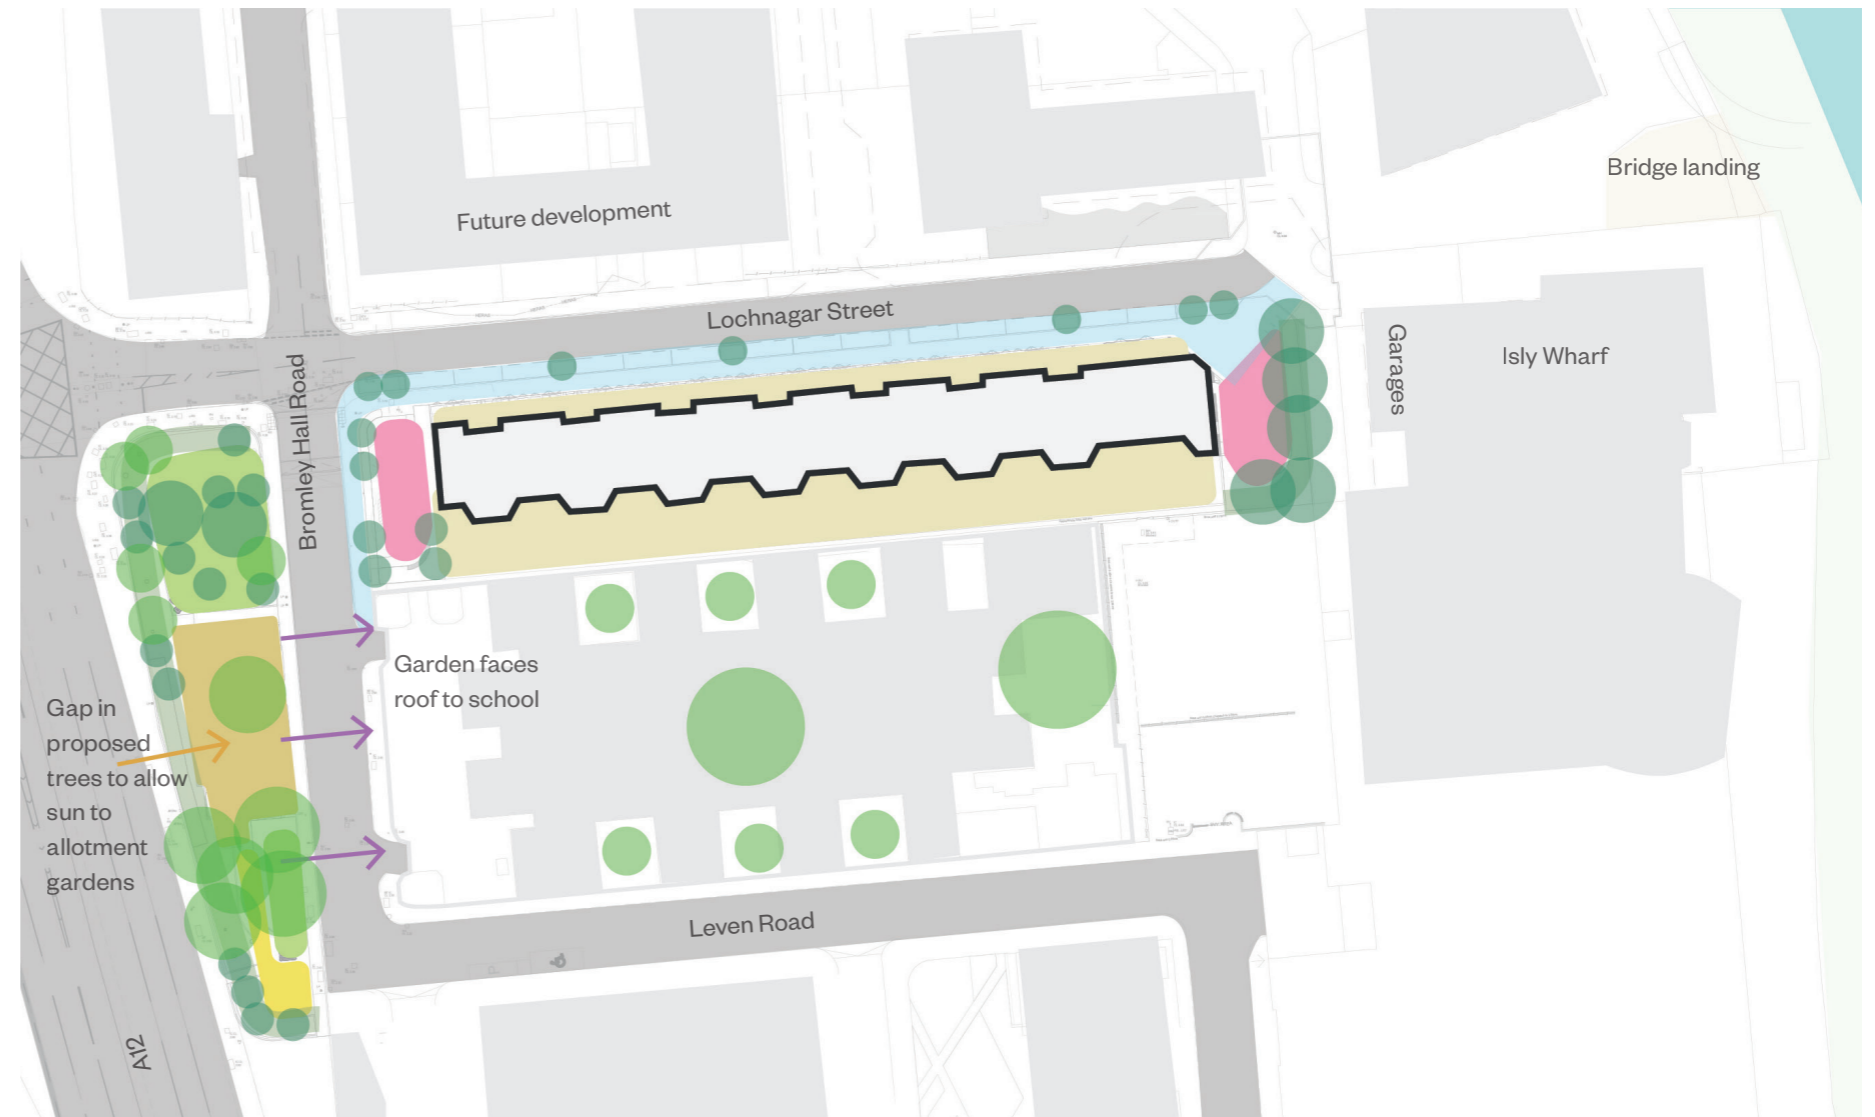 Bridge landing
Future development
Lochnagar Street
Bromley Hall Road
Garages
Isly Wharf
Garden faces
roof to school
Gap in
proposed
trees to allow
sun to
allotment
gardens
Leven Road
A12